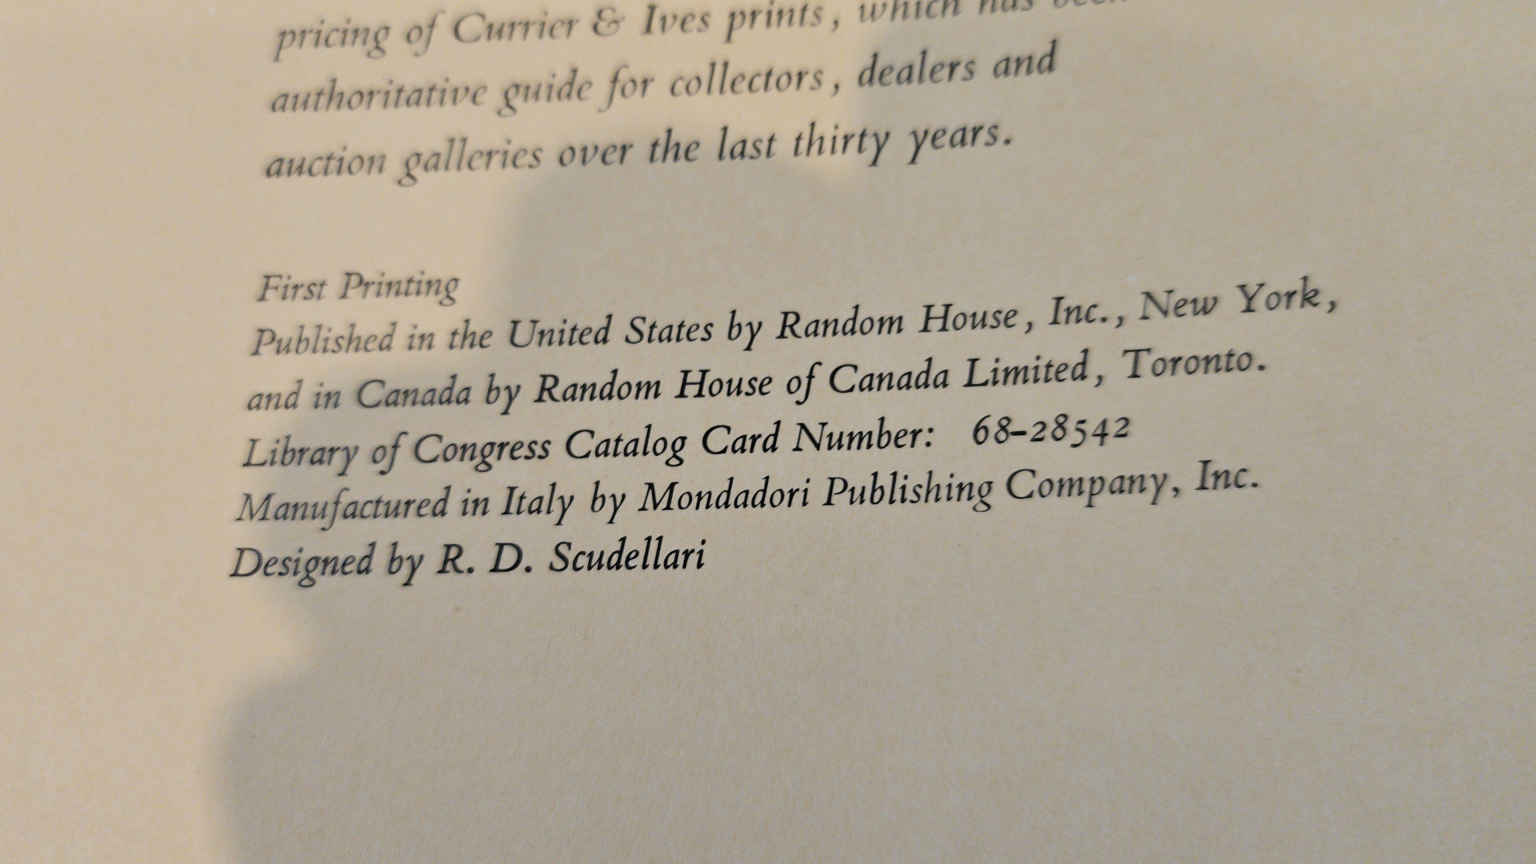 pricing of Currier & Ives prints, which has been
authoritative guide for collectors, dealers and
auction galleries over the last thirty years.
First Printing
Published in the United States by Random House, Inc., New York,
and in Canada by Random House of Canada Limited, Toronto.
Library of Congress Catalog Card Number: 68-28542
Manufactured in Italy by Mondadori Publishing Company, Inc.
Designed by R. D. Scudellari